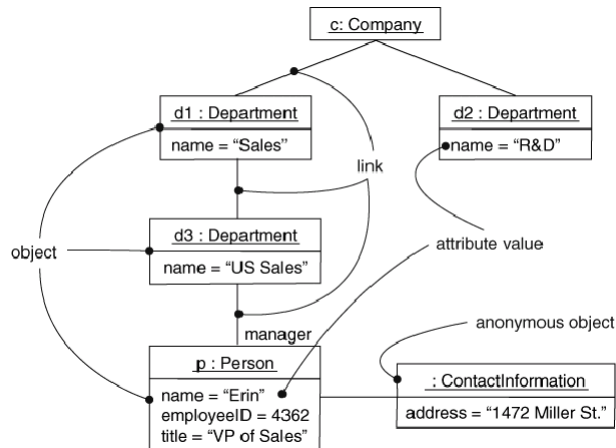 c: Company
d1 : Department
name = “Sales”
d2 : Department
name = “R&D”
link
d3 : Department
name = “US Sales”
object
attribute value
manager
anonymous object
p : Person
name = “Erin”
employeeID = 4362
title = “VP of Sales”
: ContactInformation
address = “1472 Miller St.”